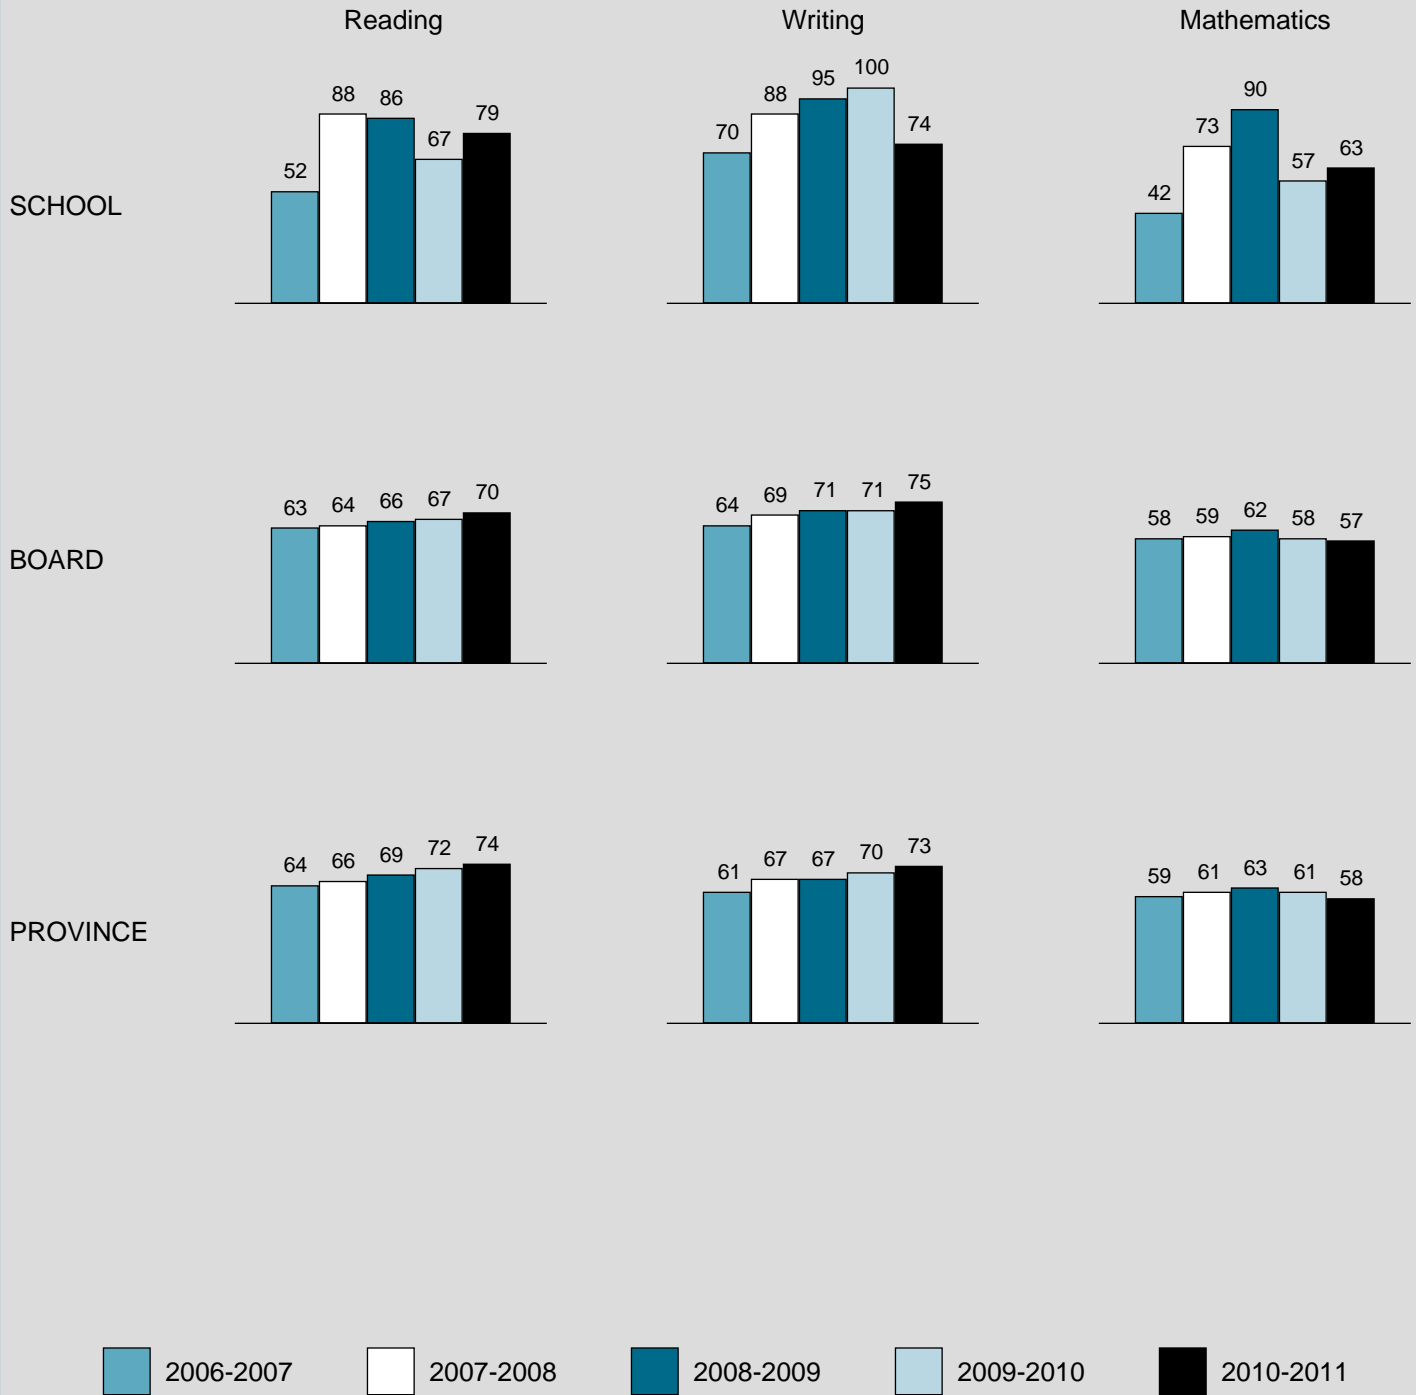 Reading Writing Mathematics
SCHOOL
52 88 86 67 79
70 88 95 100 74
42 73 90 57 63
BOARD
63 64 66 67 70
64 69 71 71 75
58 59 62 58 57
PROVINCE
64 66 69 72 74
61 67 67 70 73
59 61 63 61 58
2006-2007 2007-2008 2008-2009 2009-2010 2010-2011